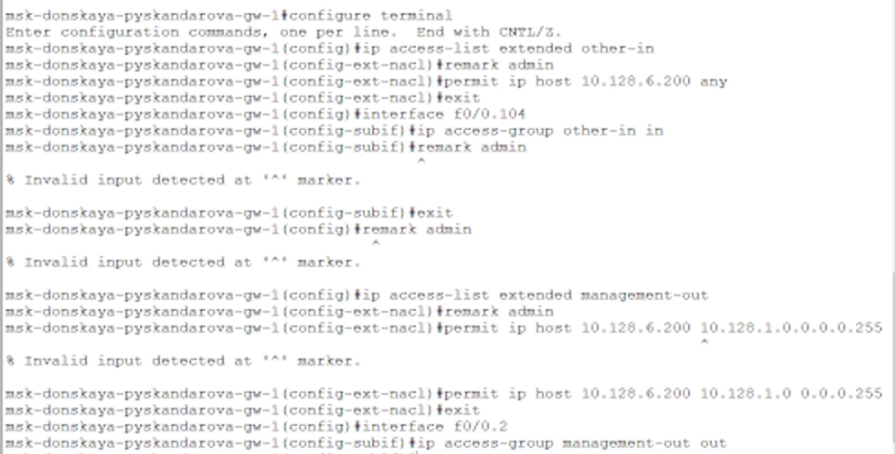 msk-donskaya-pyskandarova-gw-1#configure terminal
Enter configuration commands, one per line.  End with CNTL/Z.
msk-donskaya-pyskandarova-gw-1(config)#ip access-list extended other-in
msk-donskaya-pyskandarova-gw-1(config-ext-nacl)#remark admin
msk-donskaya-pyskandarova-gw-1(config-ext-nacl)#permit ip host 10.128.6.200 any
msk-donskaya-pyskandarova-gw-1(config-ext-nacl)#exit
msk-donskaya-pyskandarova-gw-1(config)#interface f0/0.104
msk-donskaya-pyskandarova-gw-1(config-subif)#ip access-group other-in in
msk-donskaya-pyskandarova-gw-1(config-subif)#remark admin
^
% Invalid input detected at '^' marker.
msk-donskaya-pyskandarova-gw-1(config-subif)#exit
msk-donskaya-pyskandarova-gw-1(config)#remark admin
^
% Invalid input detected at '^' marker.
msk-donskaya-pyskandarova-gw-1(config)#ip access-list extended management-out
msk-donskaya-pyskandarova-gw-1(config-ext-nacl)#remark admin
msk-donskaya-pyskandarova-gw-1(config-ext-nacl)#permit ip host 10.128.6.200 10.128.1.0.0.0.0.255
^
% Invalid input detected at '^' marker.
msk-donskaya-pyskandarova-gw-1(config-ext-nacl)#permit ip host 10.128.6.200 10.128.1.0 0.0.0.255
msk-donskaya-pyskandarova-gw-1(config-ext-nacl)#exit
msk-donskaya-pyskandarova-gw-1(config)#interface f0/0.2
msk-donskaya-pyskandarova-gw-1(config-subif)#ip access-group management-out out